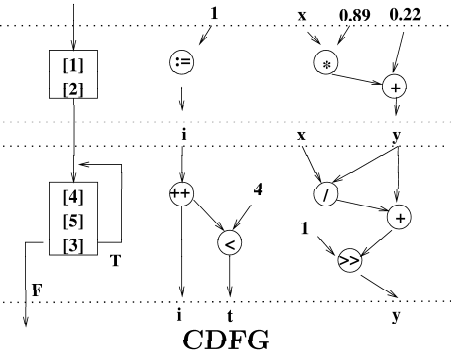 1 x 0.89 0.22
[1] := *
[2] +
i x y
[4] ++ 4 /
[5] 1 +
[3] < >>
T
F
i t y
CDFG